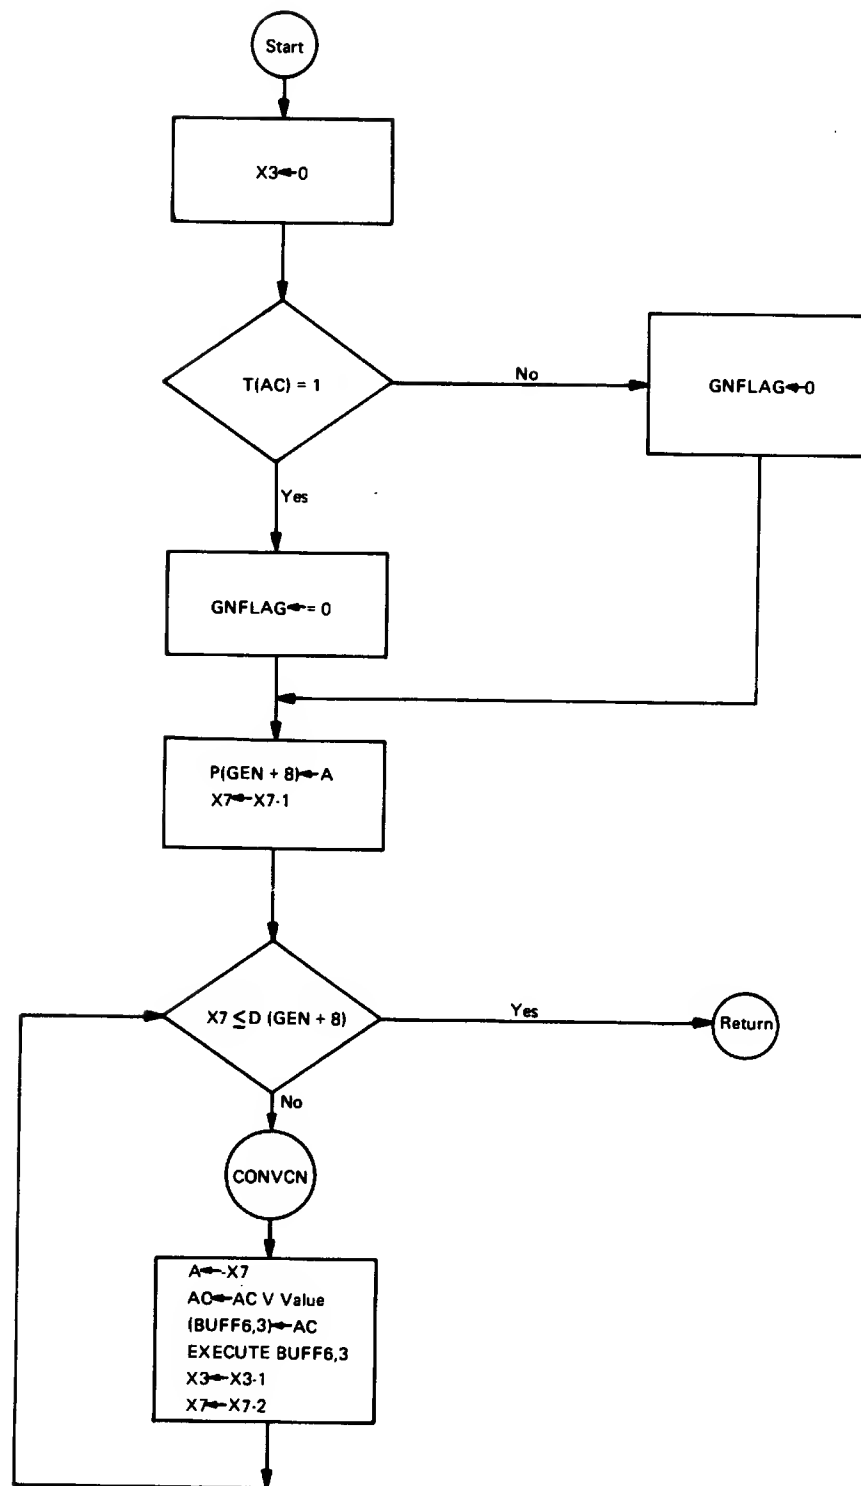 Start
X3←0
T(AC) = 1
No
GNFLAG←0
Yes
GNFLAG←= 0
P(GEN + 8)←A
X7←X7-1
X7 ≤ D (GEN + 8)
Yes
Return
No
CONVCN
A←-X7
AC←AC V Value
(BUFF6,3)←AC
EXECUTE BUFF6,3
X3←X3-1
X7←X7-2